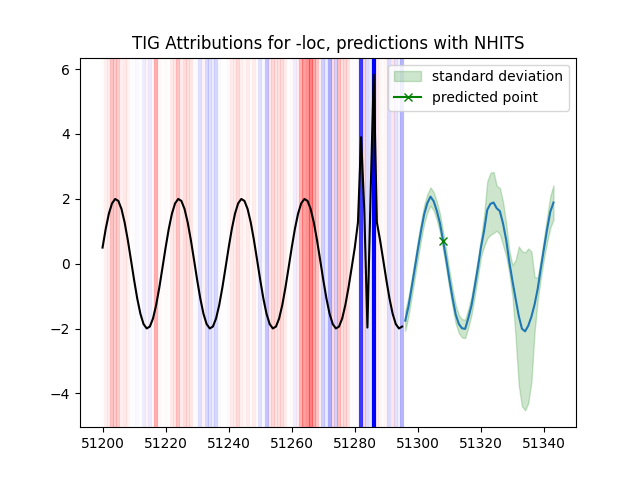 TIG Attributions for -loc, predictions with NHITS
standard deviation
predicted point
6
4
2
0
−2
−4
51200 51220 51240 51260 51280 51300 51320 51340